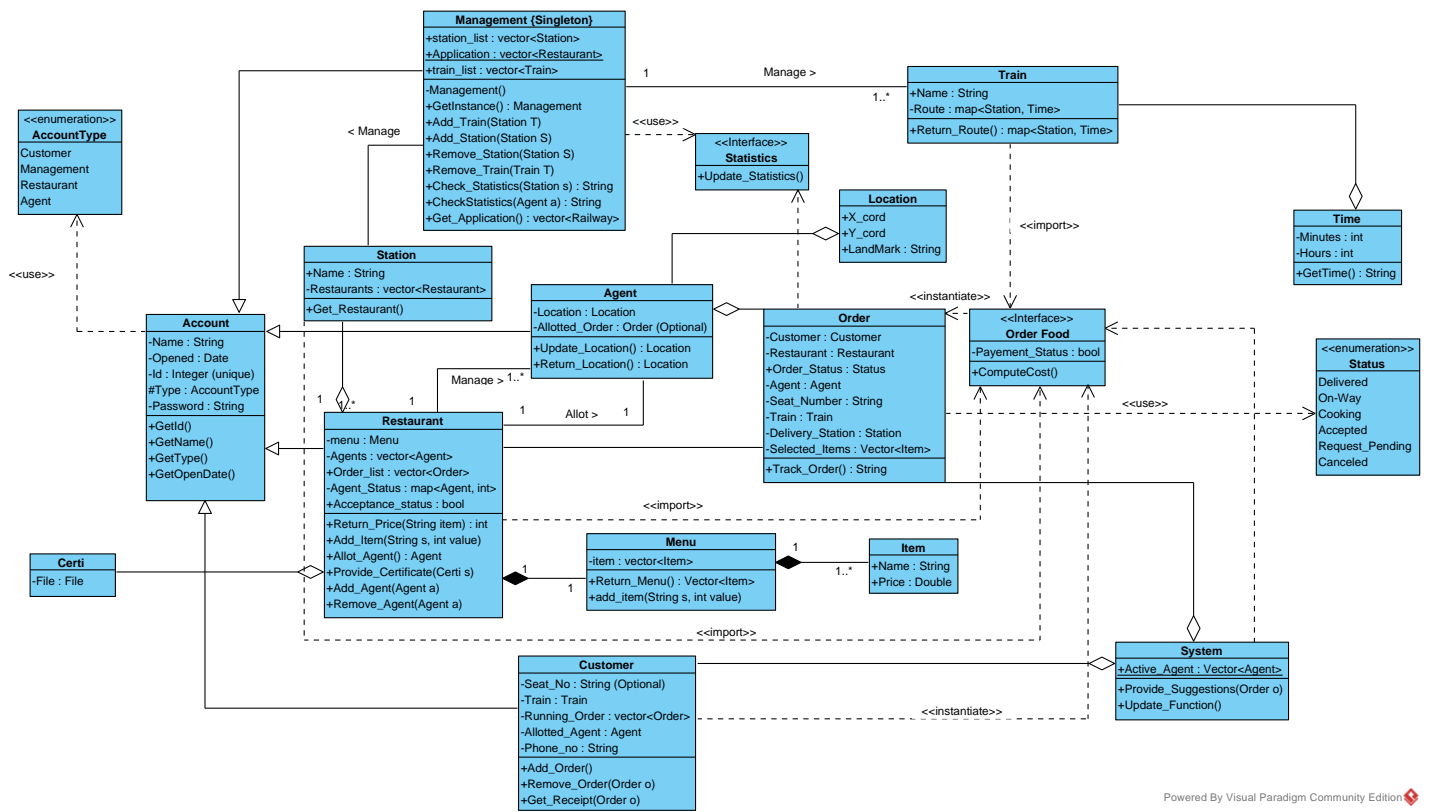 Management {Singleton}
+station_list : vector<Station>
+Application : vector<Restaurant>
+train_list : vector<Train>
-Management()
+GetInstance() : Management
+Add_Train(Station T)
+Add_Station(Station S)
+Remove_Station(Station S)
+Remove_Train(Train T)
+Check_Statistics(Station s) : String
+CheckStatistics(Agent a) : String
+Get_Application() : vector<Railway>
1
Manage >
1..*
Train
+Name : String
-Route : map<Station, Time>
+Return_Route() : map<Station, Time>
<<enumeration>>
AccountType
Customer
Management
Restaurant
Agent
< Manage
<<use>>
<<Interface>>
Statistics
+Update_Statistics()
Location
+X_cord
+Y_cord
+LandMark : String
<<import>>
Time
-Minutes : int
-Hours : int
+GetTime() : String
<<use>>
Station
+Name : String
-Restaurants : vector<Restaurant>
+Get_Restaurant()
Agent
-Location : Location
-Allotted_Order : Order (Optional)
+Update_Location() : Location
+Return_Location() : Location
<<instantiate>>
Account
-Name : String
-Opened : Date
-Id : Integer (unique)
#Type : AccountType
-Password : String
+GetId()
+GetName()
+GetType()
+GetOpenDate()
Order
-Customer : Customer
-Restaurant : Restaurant
+Order_Status : Status
-Agent : Agent
-Seat_Number : String
-Train : Train
-Delivery_Station : Station
-Selected_Items : Vector<Item>
+Track_Order() : String
<<Interface>>
Order Food
-Payement_Status : bool
+ComputeCost()
<<enumeration>>
Status
Delivered
On-Way
Cooking
Accepted
Request_Pending
Canceled
Manage >
1..*
1
1..*
1
1
Allot >
1
<<use>>
Restaurant
-menu : Menu
-Agents : vector<Agent>
+Order_list : vector<Order>
-Agent_Status : map<Agent, int>
+Acceptance_status : bool
+Return_Price(String item) : int
+Add_Item(String s, int value)
+Allot_Agent() : Agent
+Provide_Certificate(Certi s)
+Add_Agent(Agent a)
+Remove_Agent(Agent a)
<<import>>
Certi
-File : File
1
1
Menu
-item : vector<Item>
+Return_Menu() : Vector<Item>
+add_item(String s, int value)
1
1..*
Item
+Name : String
+Price : Double
<<import>>
System
+Active_Agent : Vector<Agent>
+Provide_Suggestions(Order o)
+Update_Function()
Customer
-Seat_No : String (Optional)
-Train : Train
-Running_Order : vector<Order>
-Allotted_Agent : Agent
-Phone_no : String
+Add_Order()
+Remove_Order(Order o)
+Get_Receipt(Order o)
<<instantiate>>
Powered By Visual Paradigm Community Edition